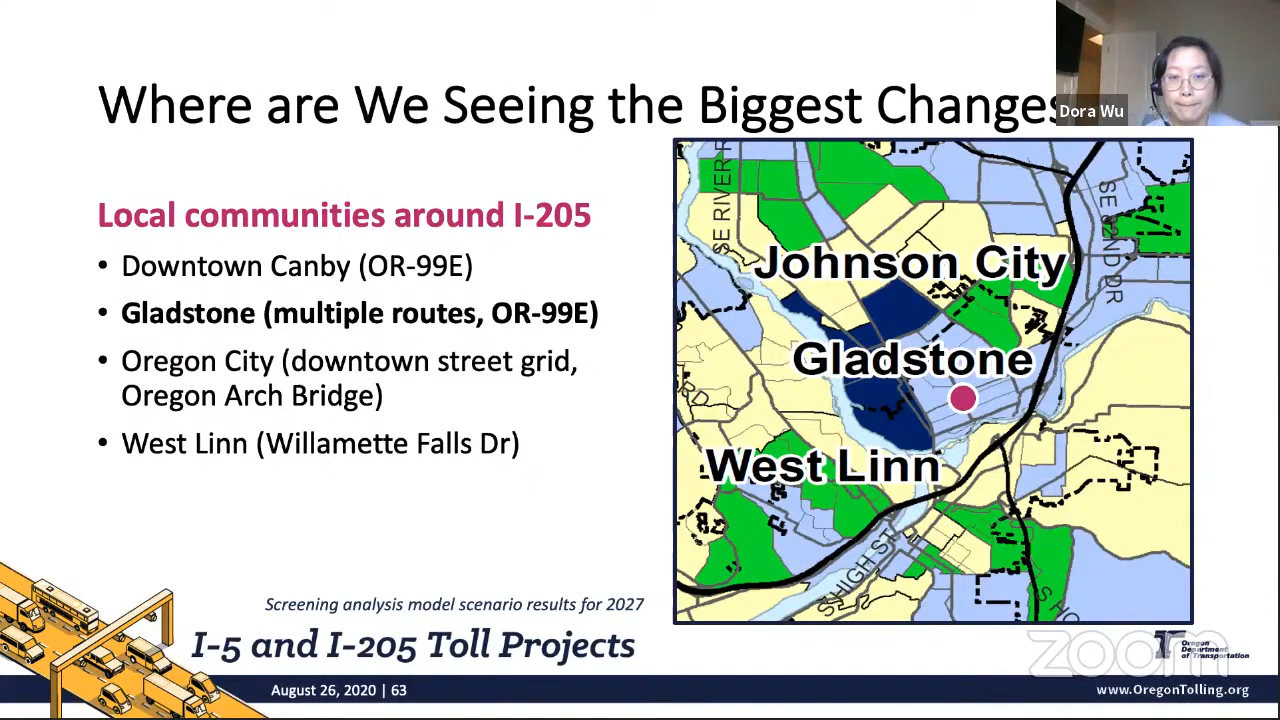 Where are We Seeing the Biggest Changes
Dora Wu
Local communities around I-205
• Downtown Canby (OR-99E)
• Gladstone (multiple routes, OR-99E)
• Oregon City (downtown street grid,
Oregon Arch Bridge)
• West Linn (Willamette Falls Dr)
SE RIVER
SE 82ND DR
Johnson City
Gladstone
West Linn
RD
S HIGH ST
S HO
Screening analysis model scenario results for 2027
I-5 and I-205 Toll Projects
zoom
Oregon
Department
of Transportation
August 26, 2020 | 63
www.OregonTolling.org